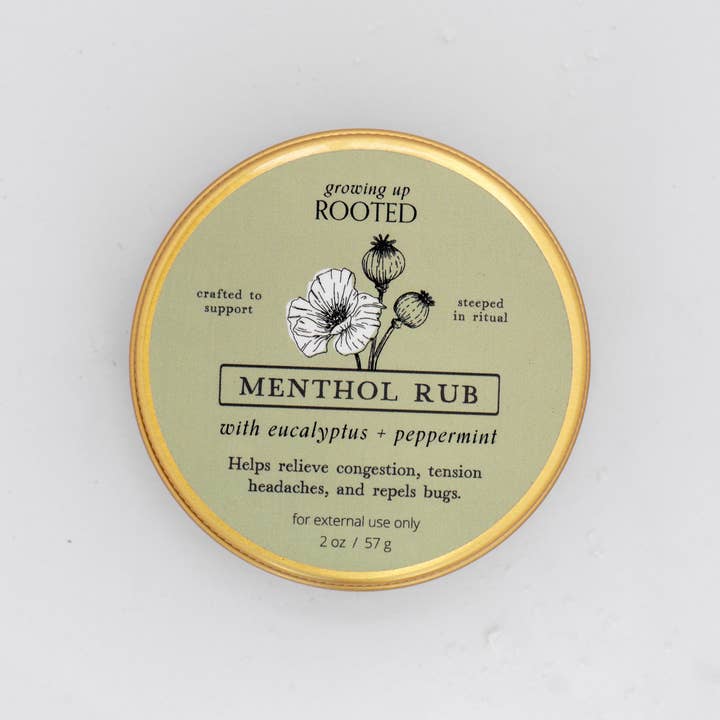 growing up
ROOTED
crafted to
support
steeped
in ritual
MENTHOL RUB
with eucalyptus + peppermint
Helps relieve congestion, tension
headaches, and repels bugs.
for external use only
2 oz / 57 g